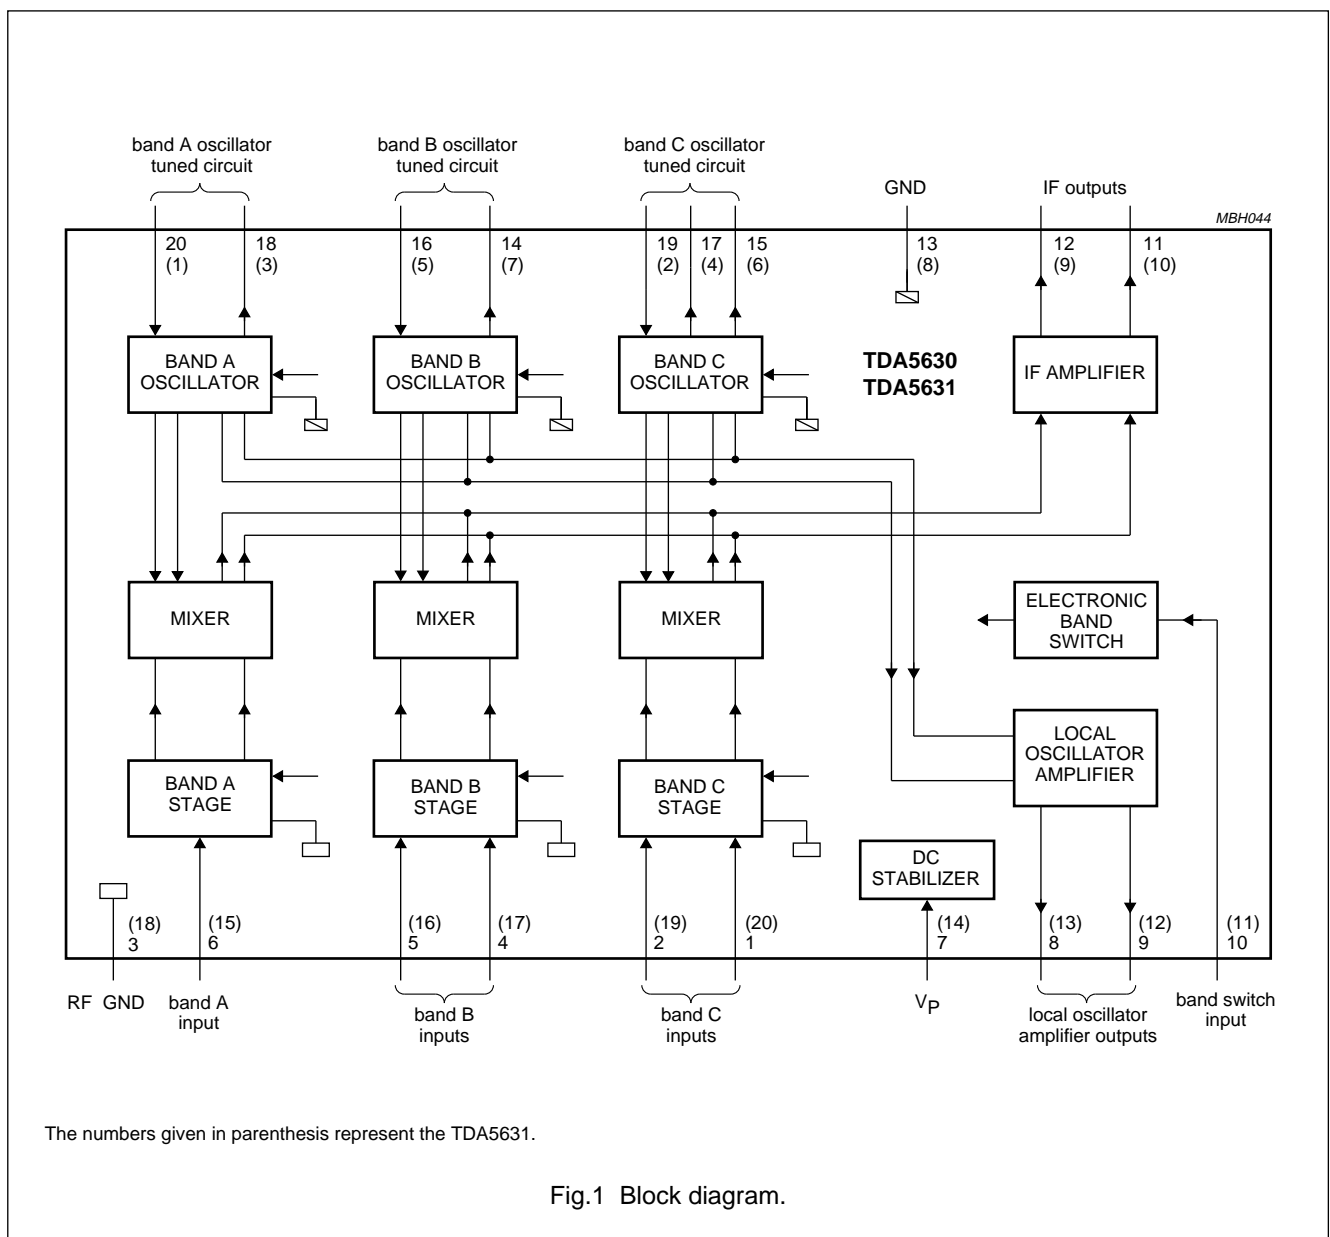 band A oscillator
tuned circuit
band B oscillator
tuned circuit
band C oscillator
tuned circuit
GND
IF outputs
MBH044
20
(1)
18
(3)
16
(5)
14
(7)
19
(2)
17
(4)
15
(6)
13
(8)
12
(9)
11
(10)
BAND A
OSCILLATOR
BAND B
OSCILLATOR
BAND C
OSCILLATOR
TDA5630
TDA5631
IF AMPLIFIER
MIXER
MIXER
MIXER
ELECTRONIC
BAND
SWITCH
BAND A
STAGE
BAND B
STAGE
BAND C
STAGE
LOCAL
OSCILLATOR
AMPLIFIER
DC
STABILIZER
(18)
3
(15)
6
(16)
5
(17)
4
(19)
2
(20)
1
(14)
7
(13)
8
(12)
9
(11)
10
RF GND
band A
input
band B
inputs
band C
inputs
VP
local oscillator
amplifier outputs
band switch
input
The numbers given in parenthesis represent the TDA5631.
Fig.1 Block diagram.